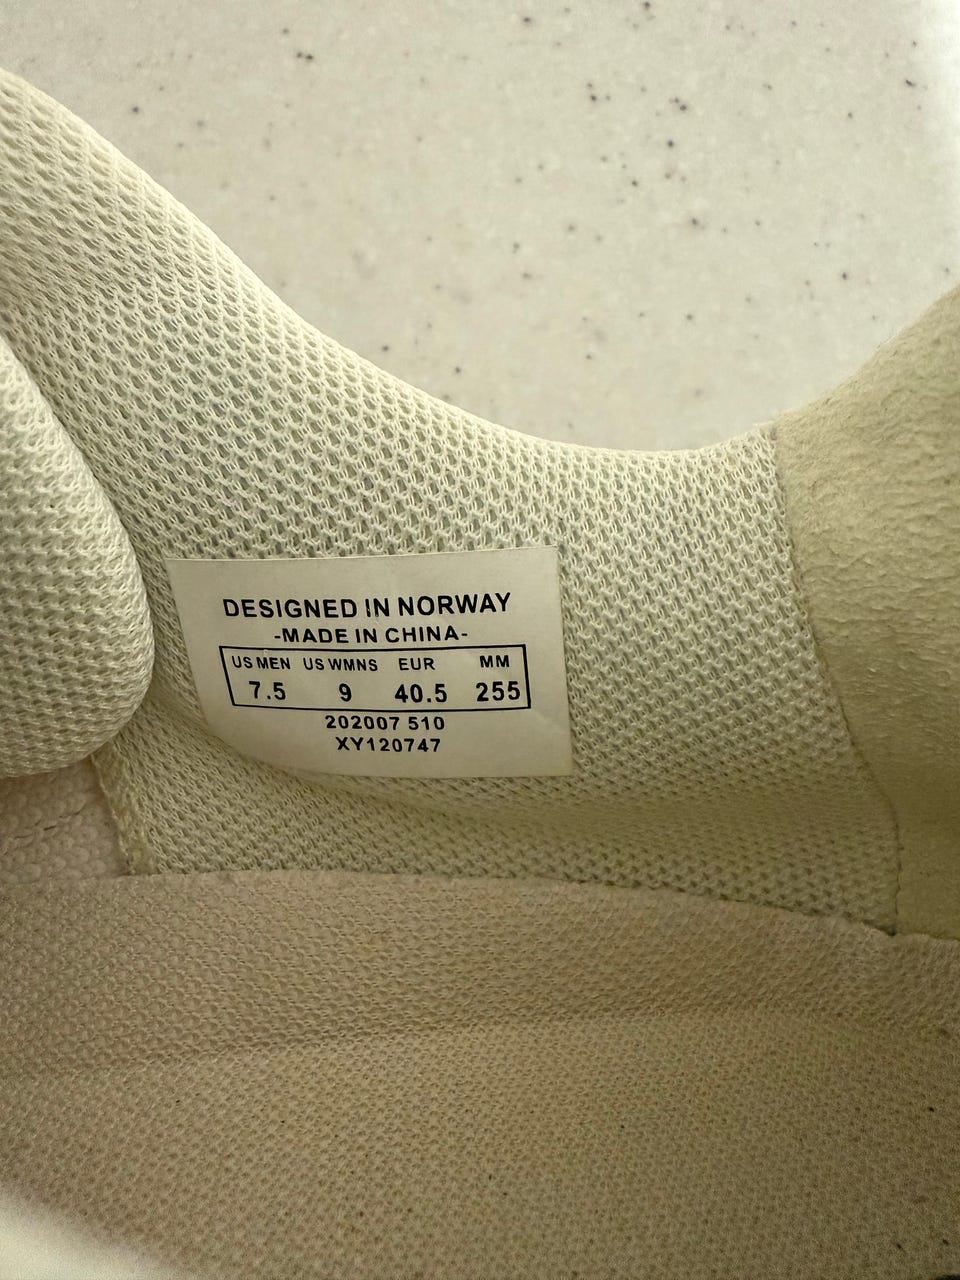 DESIGNED IN NORWAY
-MADE IN CHINA-
US MEN US WMNS EUR MM
7.5 9 40.5 255
202007 510
XY120747